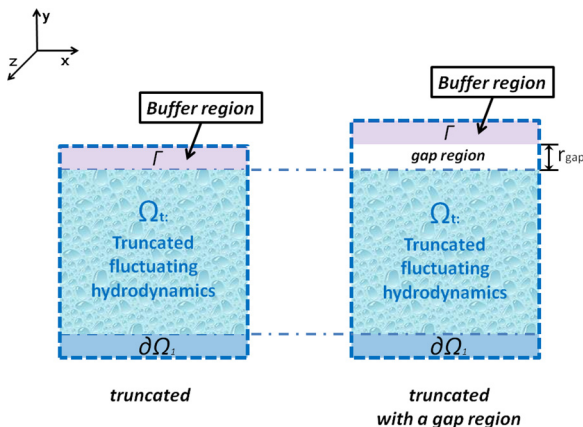 y
x
z
Buffer region
Γ
Ωt:
Truncated
fluctuating
hydrodynamics
∂Ω1
truncated
Buffer region
Γ
gap region
rgap
Ωt:
Truncated
fluctuating
hydrodynamics
∂Ω1
truncated
with a gap region